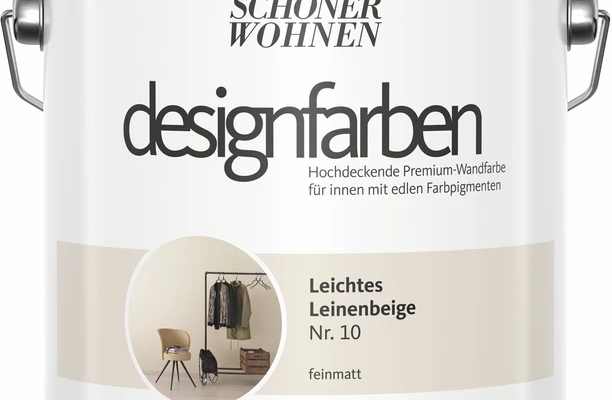 SCHÖNER
WOHNEN
designfarben
Hochdeckende Premium-Wandfarbe
für innen mit edlen Farbpigmenten
Leichtes
Leinenbeige
Nr. 10
feinmatt